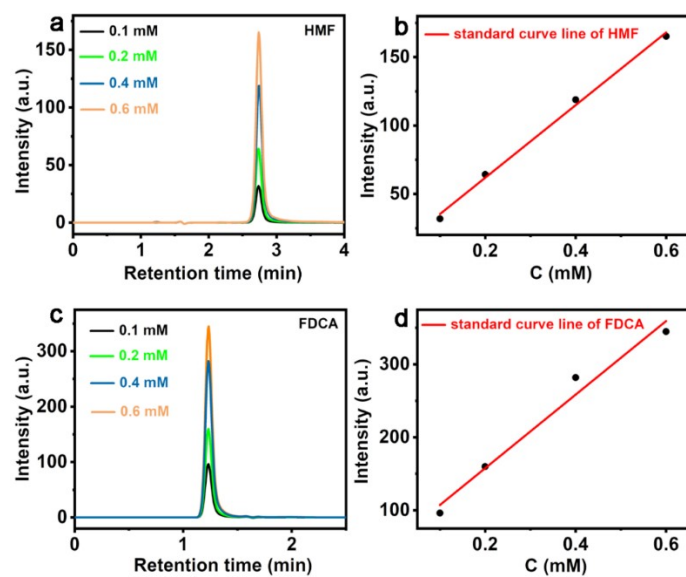 a
HMF
0.1 mM
0.2 mM
0.4 mM
0.6 mM
150
100
50
0
Intensity (a.u.)
0 1 2 3 4
Retention time (min)
b
standard curve line of HMF
150
100
50
Intensity (a.u.)
0.2 0.4 0.6
C (mM)
c
FDCA
0.1 mM
0.2 mM
0.4 mM
0.6 mM
300
200
100
0
Intensity (a.u.)
0 1 2
Retention time (min)
d
standard curve line of FDCA
300
200
100
Intensity (a.u.)
0.2 0.4 0.6
C (mM)